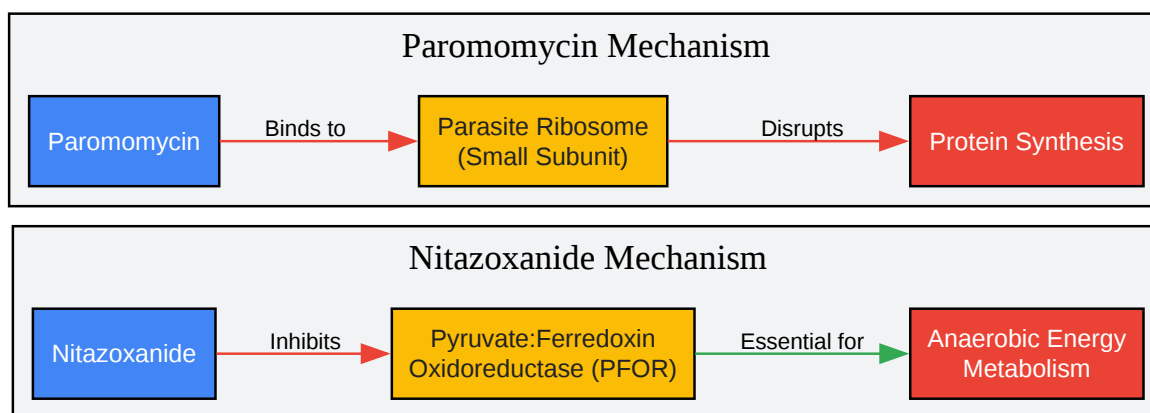 Paromomycin Mechanism
Paromomycin
Binds to
Parasite Ribosome
(Small Subunit)
Disrupts
Protein Synthesis
Nitazoxanide Mechanism
Nitazoxanide
Inhibits
Pyruvate:Ferredoxin
Oxidoreductase (PFOR)
Essential for
Anaerobic Energy
Metabolism